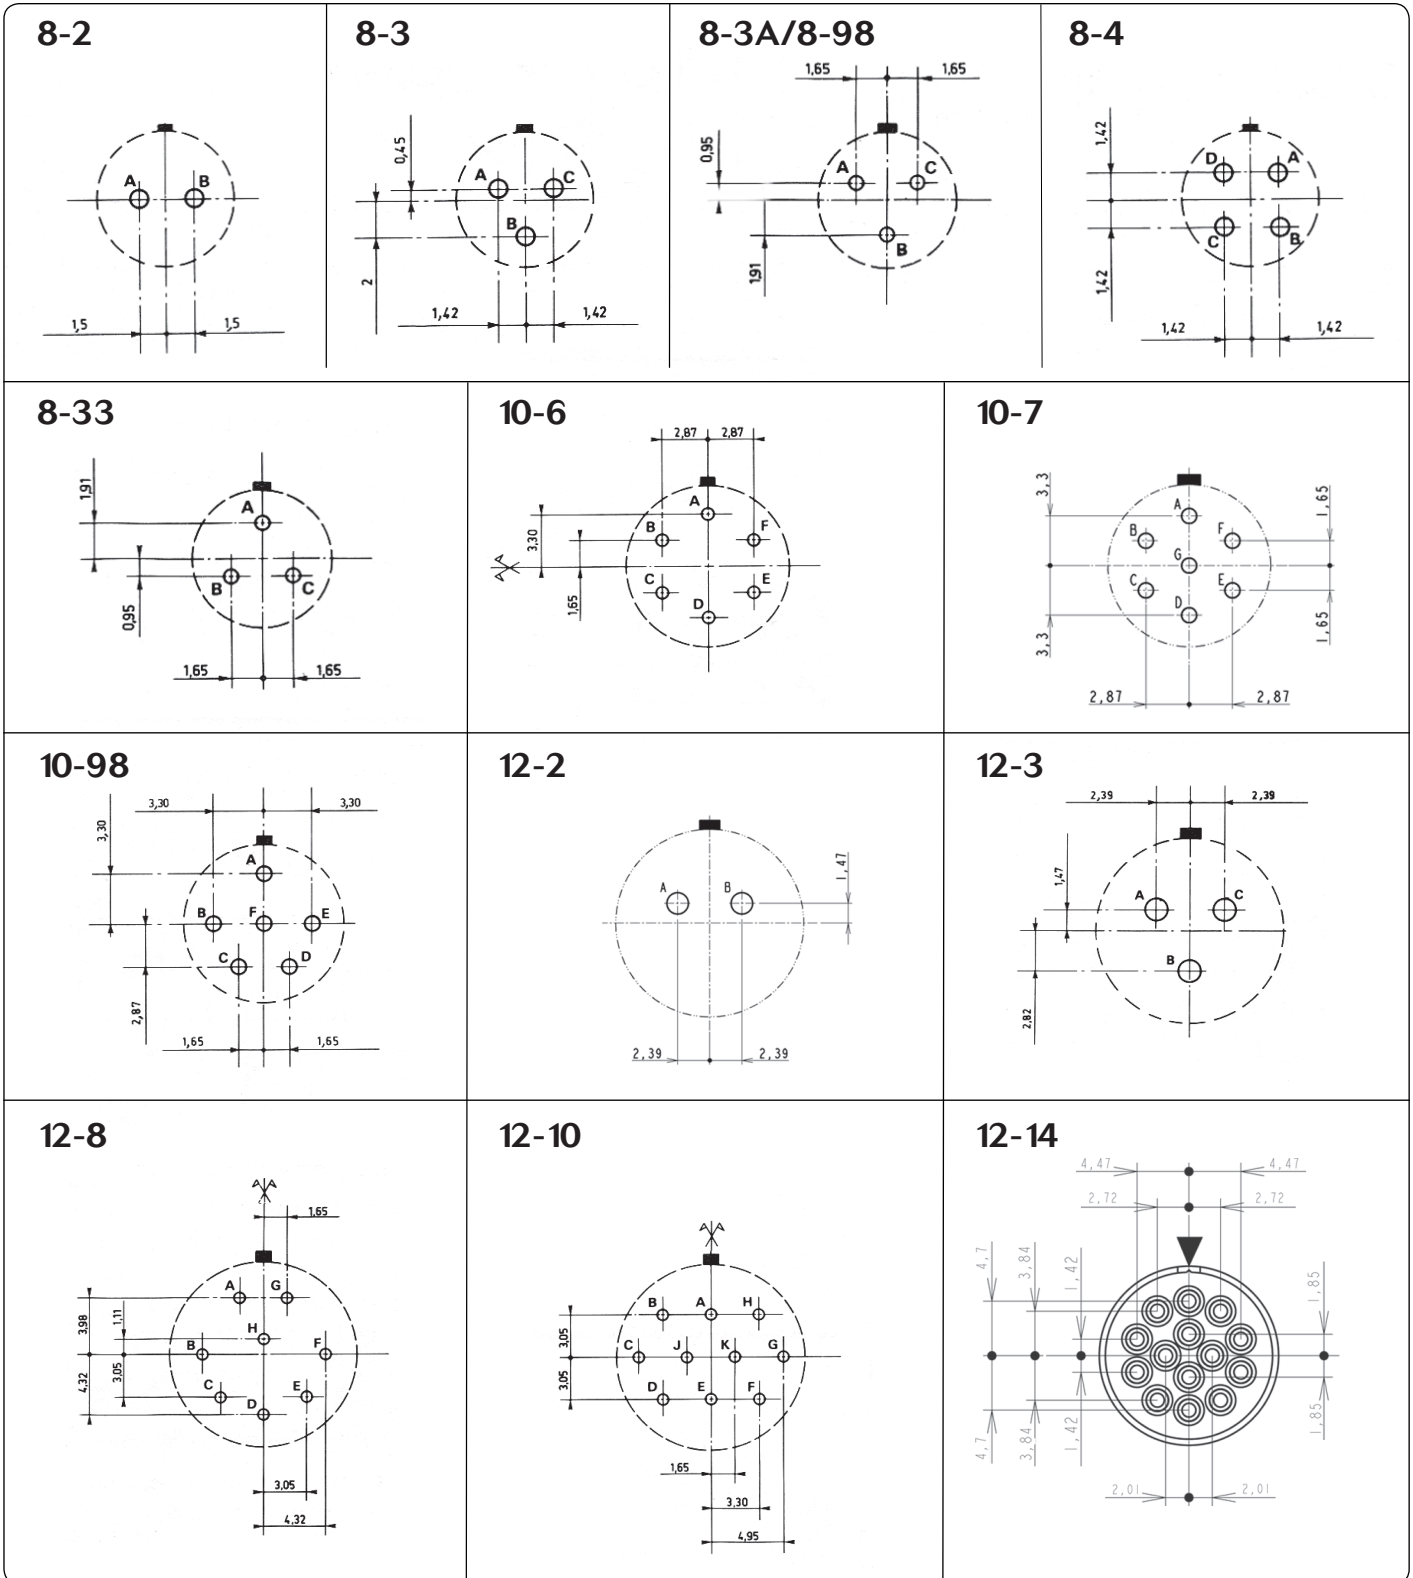 8-2
A B
1,5 1,5
8-3
0,45
A C
B
2
1,42 1,42
8-3A/8-98
1,65 1,65
0,95
A C
B
1,91
8-4
1,42
D A
C B
1,42
1,42 1,42
8-33
1,91
A
B C
0,95
1,65 1,65
10-6
2,87 2,87
A
B F
3,30
C E
1,65
D
10-7
3,3
1,65
A
B F
G
C E
D
3,3
1,65
2,87 2,87
10-98
3,30 3,30
3,30
A
B F E
C D
2,87
1,65 1,65
12-2
A B
1,47
2,39 2,39
12-3
2,39 2,39
1,47
A C
B
2,82
12-8
A A
1,65
A G
3,98 1,11
H
B F
4,32 3,05
C E
D
3,05
4,32
12-10
A A
B A H
3,05
C J K G
3,05
D E F
1,65
3,30
4,95
12-14
4,47 4,47
2,72 2,72
4,7 3,84 1,42
1,85
4,7 3,84 1,42
1,85
2,01 2,01